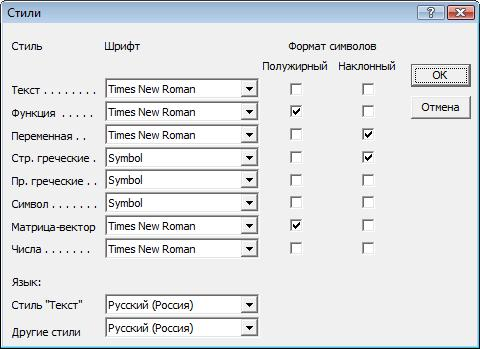 Стили
Стиль Шрифт Формат символов
Полужирный Наклонный
OK
Текст . . . . . . . . Times New Roman
Отмена
Функция . . . . . Times New Roman
Переменная . . Times New Roman
Стр. греческие . Symbol
Пр. греческие . . Symbol
Символ . . . . . . . Symbol
Матрица-вектор Times New Roman
Числа . . . . . . . Times New Roman
Язык:
Стиль "Текст" Русский (Россия)
Другие стили Русский (Россия)